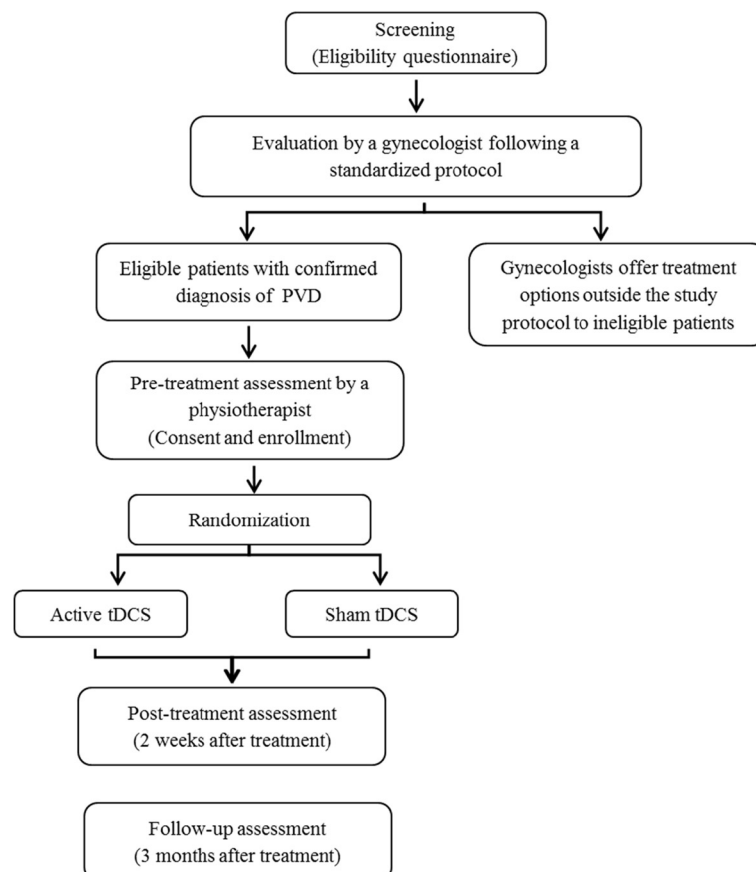 Screening
(Eligibility questionnaire)
Evaluation by a gynecologist following a
standardized protocol
Eligible patients with confirmed
diagnosis of PVD
Gynecologists offer treatment
options outside the study
protocol to ineligible patients
Pre-treatment assessment by a
physiotherapist
(Consent and enrollment)
Randomization
Active tDCS
Sham tDCS
Post-treatment assessment
(2 weeks after treatment)
Follow-up assessment
(3 months after treatment)